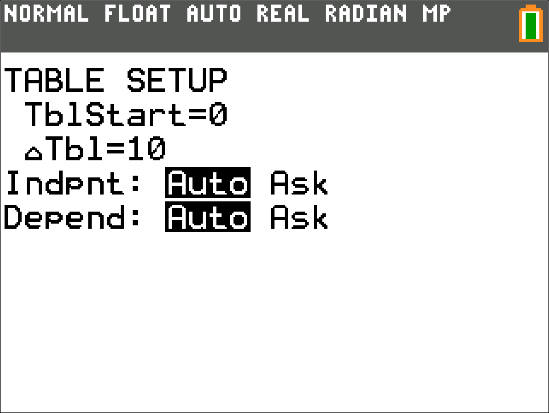 NORMAL FLOAT AUTO REAL RADIAN MP
TABLE SETUP
TblStart=0
△Tbl=10
Indpnt: Auto Ask
Depend: Auto Ask